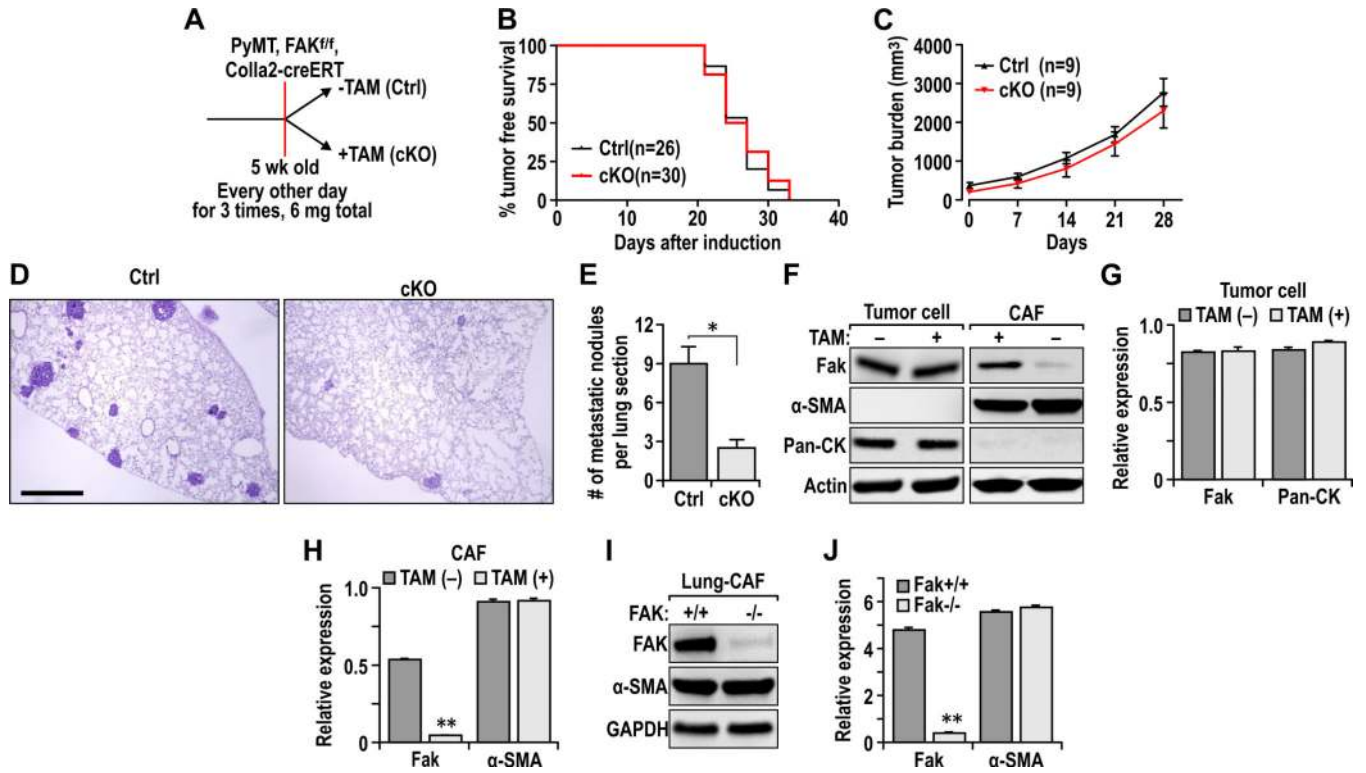 A
PyMT, FAKf/f,
Colla2-creERT
-TAM (Ctrl)
+TAM (cKO)
5 wk old
Every other day
for 3 times, 6 mg total
B
% tumor free survival
100
75
50
25
0
Ctrl(n=26)
cKO(n=30)
0 10 20 30 40
Days after induction
C
Tumor burden (mm3)
4000
3000
2000
1000
0
Ctrl (n=9)
cKO (n=9)
0 7 14 21 28
Days
D
Ctrl
cKO
E
# of metastatic nodules
per lung section
12
9
6
3
0
*
Ctrl cKO
F
Tumor cell CAF
TAM: – + + –
Fak
α-SMA
Pan-CK
Actin
G
Tumor cell
TAM (–) TAM (+)
Relative expression
1.0
0.5
0
Fak Pan-CK
H
CAF
TAM (–) TAM (+)
Relative expression
1.0
0.5
0
**
Fak α-SMA
I
Lung-CAF
FAK: +/+ -/-
FAK
α-SMA
GAPDH
J
Fak+/+
Fak-/-
Relative expression
6
4
2
0
**
Fak α-SMA